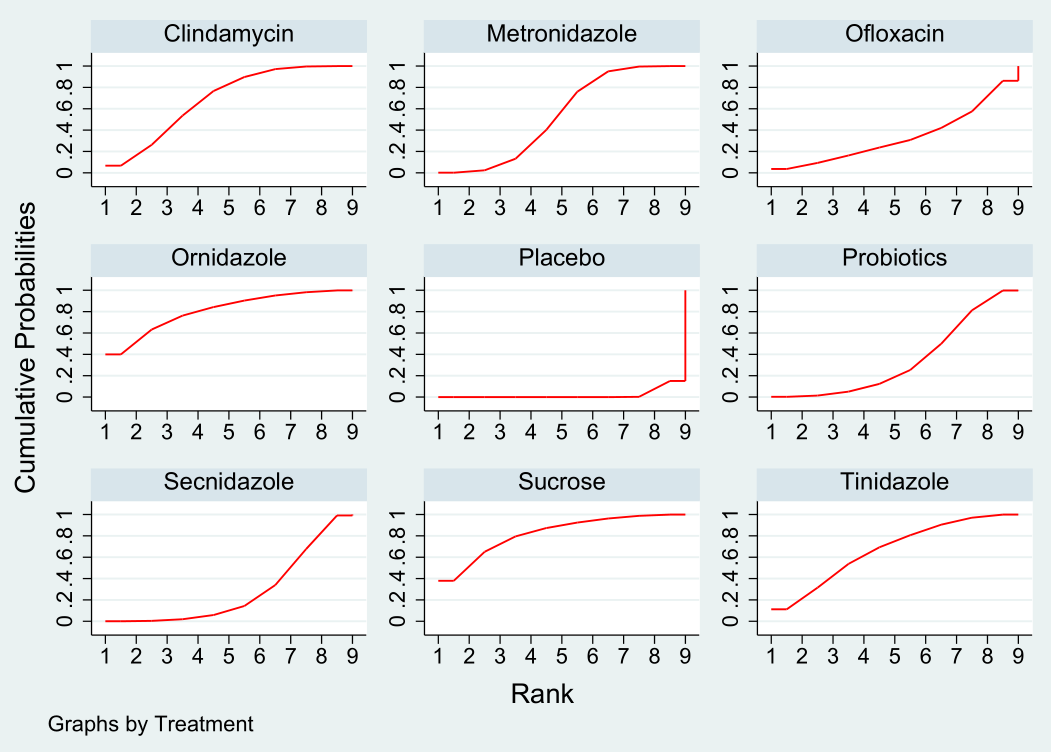 Clindamycin Metronidazole Ofloxacin
0 .2 .4 .6 .8 1 0 .2 .4 .6 .8 1 0 .2 .4 .6 .8 1
1 2 3 4 5 6 7 8 9 1 2 3 4 5 6 7 8 9 1 2 3 4 5 6 7 8 9
Ornidazole Placebo Probiotics
0 .2 .4 .6 .8 1 0 .2 .4 .6 .8 1 0 .2 .4 .6 .8 1
1 2 3 4 5 6 7 8 9 1 2 3 4 5 6 7 8 9 1 2 3 4 5 6 7 8 9
Secnidazole Sucrose Tinidazole
0 .2 .4 .6 .8 1 0 .2 .4 .6 .8 1 0 .2 .4 .6 .8 1
1 2 3 4 5 6 7 8 9 1 2 3 4 5 6 7 8 9 1 2 3 4 5 6 7 8 9
Cumulative Probabilities
Rank
Graphs by Treatment